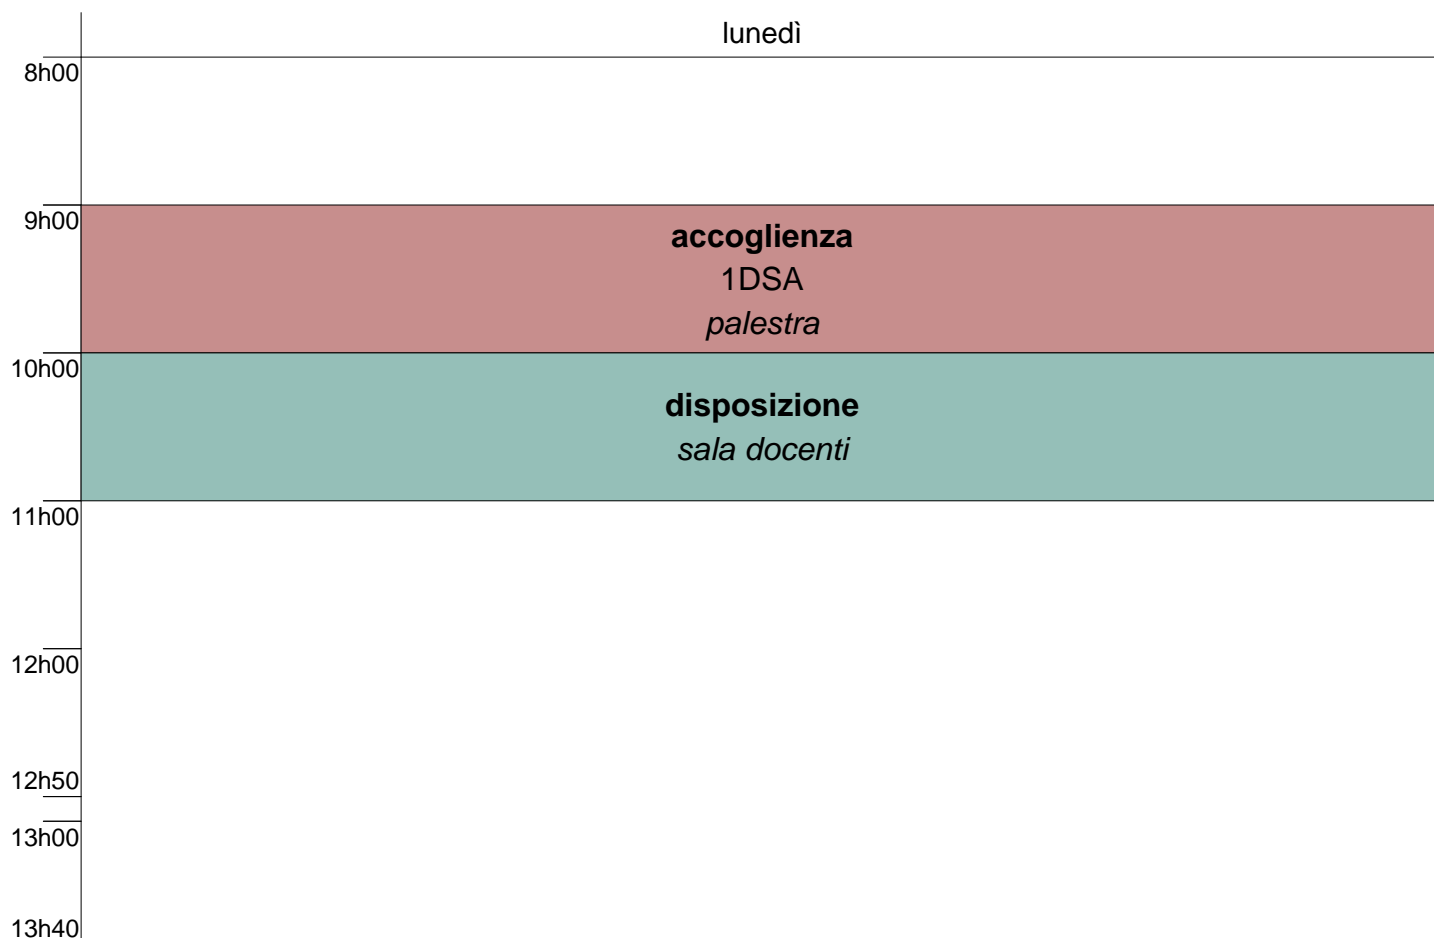 lunedì
8h00
9h00
accoglienza
1DSA
palestra
10h00
disposizione
sala docenti
11h00
12h00
12h50
13h00
13h40